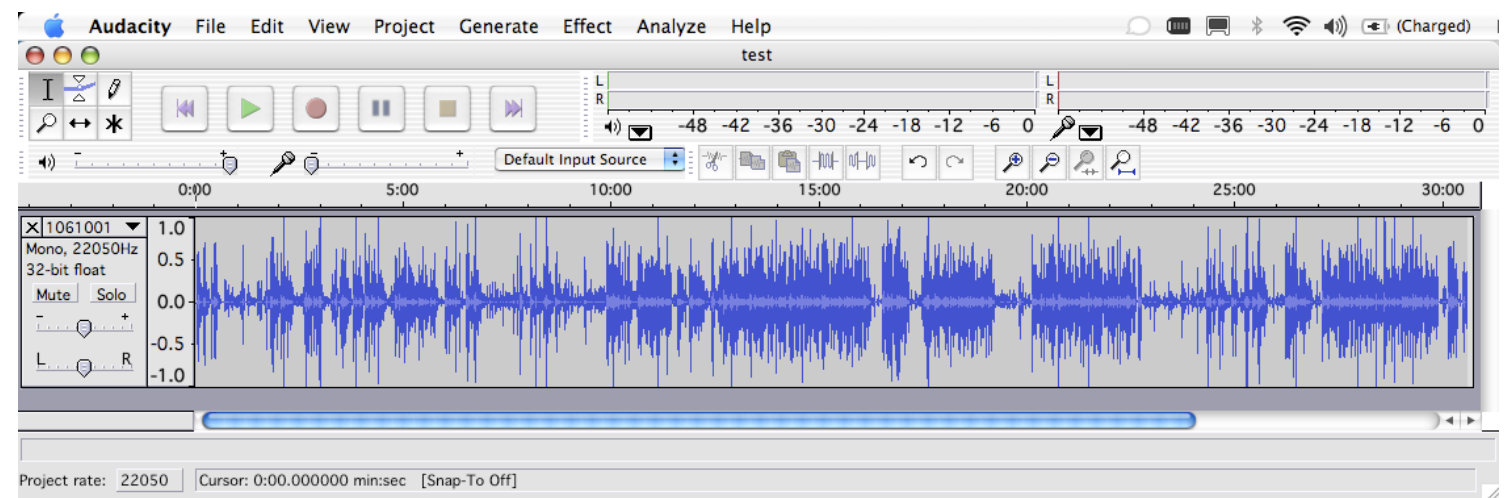 Audacity File Edit View Project Generate Effect Analyze Help (Charged)
test
L L
R R
-48 -42 -36 -30 -24 -18 -12 -6 0 -48 -42 -36 -30 -24 -18 -12 -6 0
- + - + Default Input Source
0:00 5:00 10:00 15:00 20:00 25:00 30:00
X 1061001 1.0
Mono, 22050Hz
32-bit float 0.5
Mute Solo 0.0
- +
L R -0.5
-1.0
Project rate: 22050 Cursor: 0:00.000000 min:sec [Snap-To Off]